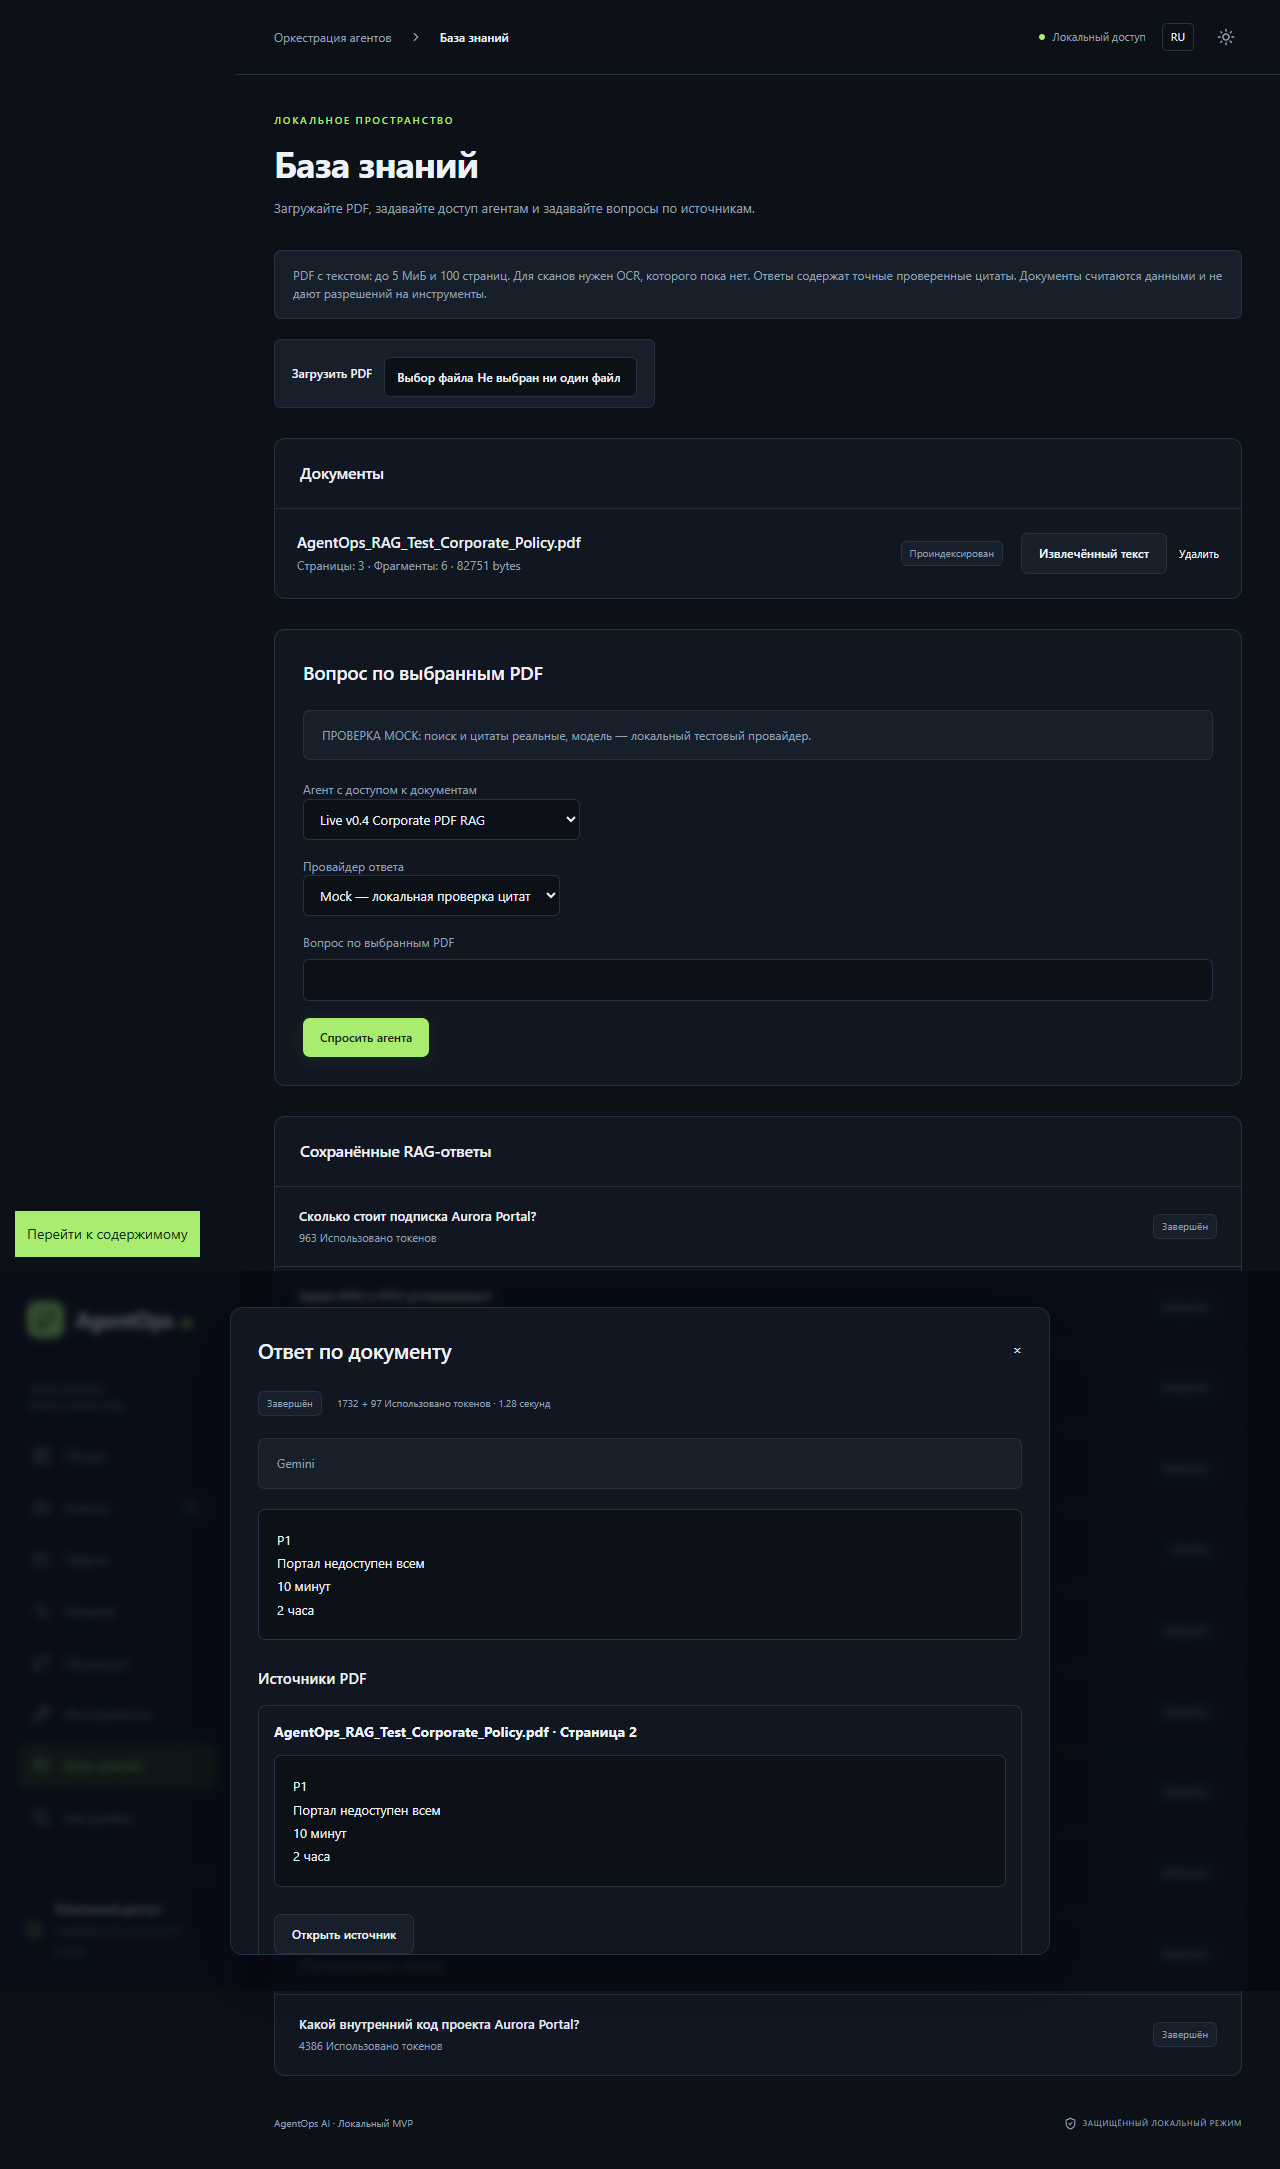 Оркестрация агентов > База знаний
Локальный доступ RU
ЛОКАЛЬНОЕ ПРОСТРАНСТВО
База знаний
Загружайте PDF, задавайте доступ агентам и задавайте вопросы по источникам.
PDF с текстом: до 5 МиБ и 100 страниц. Для сканов нужен OCR, которого пока нет. Ответы содержат точные проверенные цитаты. Документы считаются данными и не
дают разрешений на инструменты.
Загрузить PDF Выбор файла Не выбран ни один файл
Документы
AgentOps_RAG_Test_Corporate_Policy.pdf
Страницы: 3 · Фрагменты: 6 · 82751 bytes
Проиндексирован Извлечённый текст Удалить
Вопрос по выбранным PDF
ПРОВЕРКА МОСК: поиск и цитаты реальные, модель — локальный тестовый провайдер.
Агент с доступом к документам
Live v0.4 Corporate PDF RAG
Провайдер ответа
Mock — локальная проверка цитат
Вопрос по выбранным PDF
Спросить агента
Сохранённые RAG-ответы
Сколько стоит подписка Aurora Portal?
963 Использовано токенов
Завершён
Перейти к содержимому
AgentOps
Ответ по документу
×
Завершён 1732 + 97 Использовано токенов · 1.28 секунд
Gemini
P1
Портал недоступен всем
10 минут
2 часа
Источники PDF
AgentOps_RAG_Test_Corporate_Policy.pdf · Страница 2
P1
Портал недоступен всем
10 минут
2 часа
Открыть источник
Какой внутренний код проекта Aurora Portal?
4386 Использовано токенов
Завершён
AgentOps AI · Локальный MVP
ЗАЩИЩЁННЫЙ ЛОКАЛЬНЫЙ РЕЖИМ